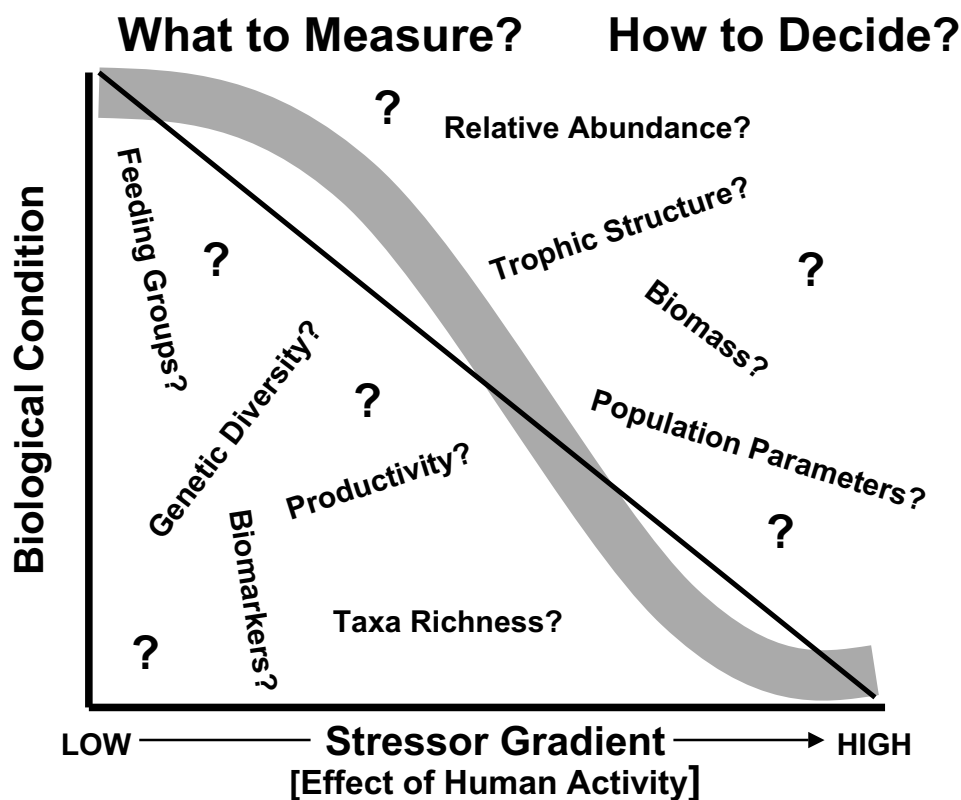 What to Measure?
How to Decide?
?
Relative Abundance?
Feeding Groups?
?
Trophic Structure?
?
Biomass?
Genetic Diversity?
?
Population Parameters?
Productivity?
Biomarkers?
?
Taxa Richness?
?
Biological Condition
LOW
Stressor Gradient
HIGH
[Effect of Human Activity]